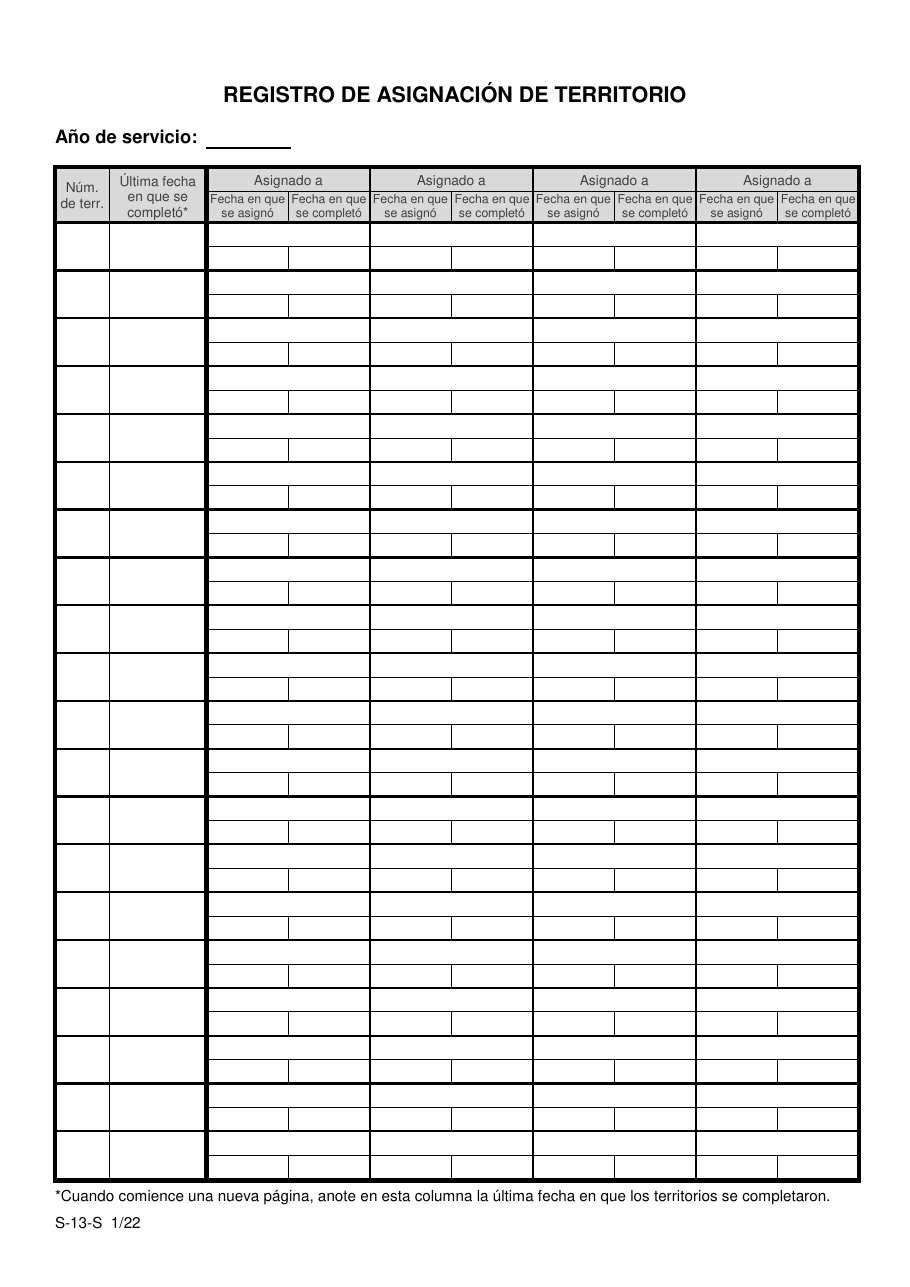 REGISTRO DE ASIGNACIÓN DE TERRITORIO
Año de servicio:
Núm.
de terr.
Última fecha
en que se
completó*
Asignado a
Asignado a
Asignado a
Asignado a
Fecha en que
se asignó
Fecha en que
se completó
Fecha en que
se asignó
Fecha en que
se completó
Fecha en que
se asignó
Fecha en que
se completó
Fecha en que
se asignó
Fecha en que
se completó
*Cuando comience una nueva página, anote en esta columna la última fecha en que los territorios se completaron.
S-13-S 1/22